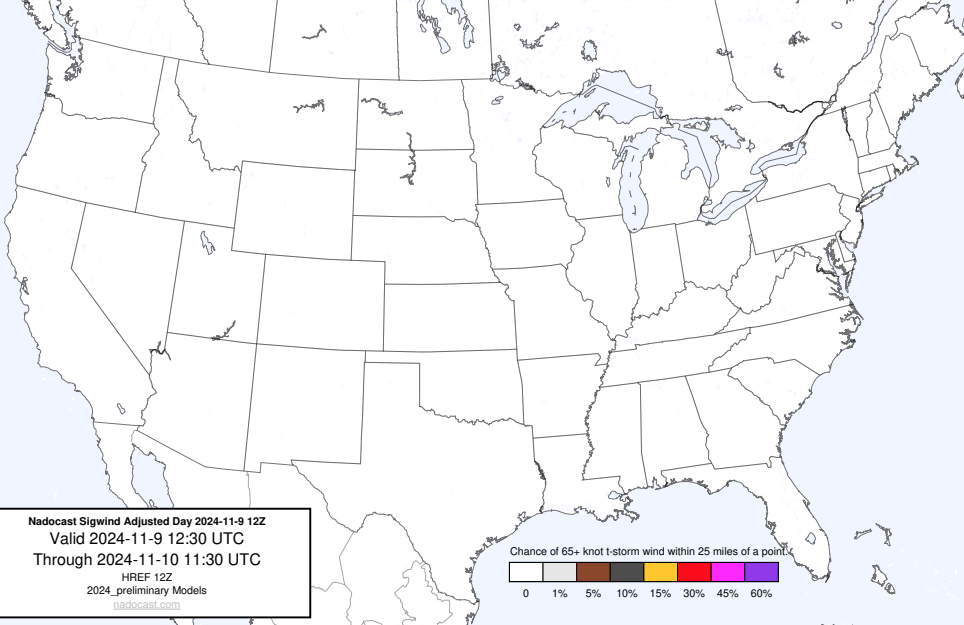 Nadocast Sigwind Adjusted Day 2024-11-9 12Z
Valid 2024-11-9 12:30 UTC
Through 2024-11-10 11:30 UTC
HREF 12Z
2024_preliminary Models
nadocast.com
Chance of 65+ knot t-storm wind within 25 miles of a point.
0 1% 5% 10% 15% 30% 45% 60%